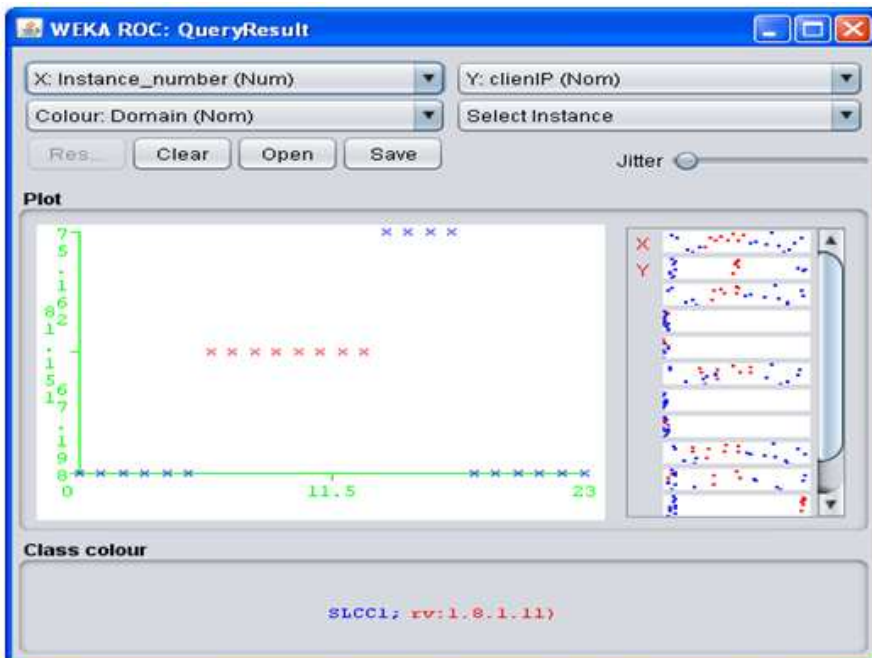 WEKA ROC: QueryResult
X: Instance_number (Num)
Y: clienIP (Nom)
Colour: Domain (Nom)
Select Instance
Res...
Clear
Open
Save
Jitter
Plot
X
Y
0
11.5
23
Class colour
SLCC1; rv:1.8.1.11)